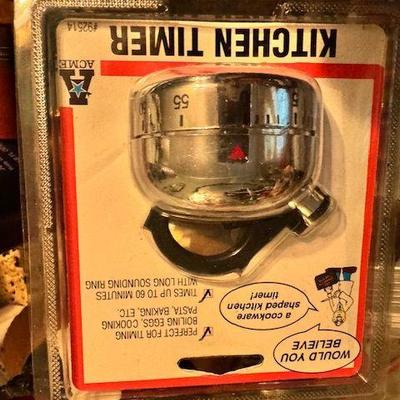 WOULD YOU
BELIEVE
a cookware
shaped kitchen
timer!
PERFECT FOR TIMING
BOILING EGGS, COOKING
PASTA, BAKING, ETC.
TIMES UP TO 60 MINUTES
WITH LONG SOUNDING RING
5 55
KITCHEN TIMER
ACME
#92514